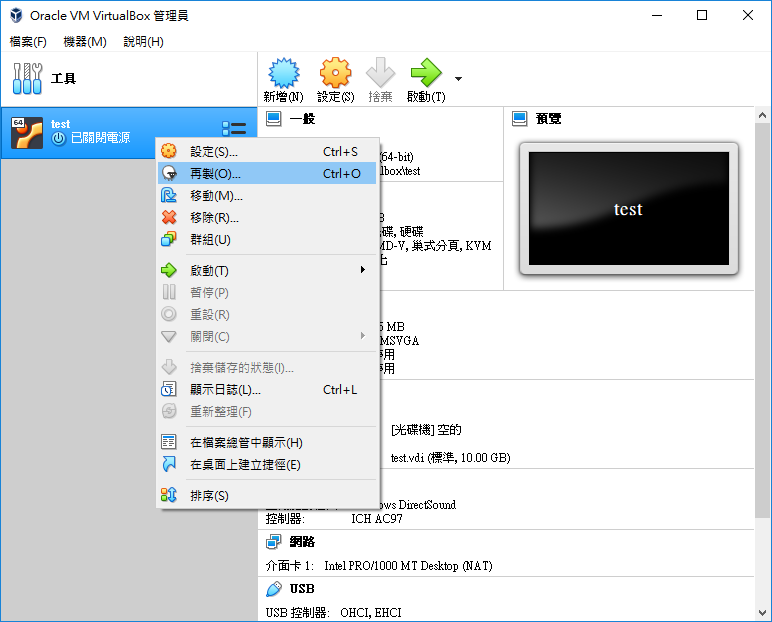 Oracle VM VirtualBox 管理員
檔案(F) 機器(M) 說明(H)
工具
新增(N) 設定(S) 捨棄 啟動(T)
64
test
已關閉電源
設定(S)... Ctrl+S
再製(O)... Ctrl+O
移動(M)...
移除(R)...
群組(U)
啟動(T)
暫停(P)
重設(R)
關閉(C)
捨棄儲存的狀態(I)...
顯示日誌(L)... Ctrl+L
重新整理(F)
在檔案總管中顯示(H)
在桌面上建立捷徑(E)
排序(S)
一般
(64-bit)
lbox\test
碟, 硬碟
MD-V, 巢式分頁, KVM
MB
MSVGA
用
用
[光碟機] 空的
test.vdi (標準, 10.00 GB)
ows DirectSound
控制器: ICH AC97
網路
介面卡 1: Intel PRO/1000 MT Desktop (NAT)
USB
USB 控制器: OHCI, EHCI
預覽
test